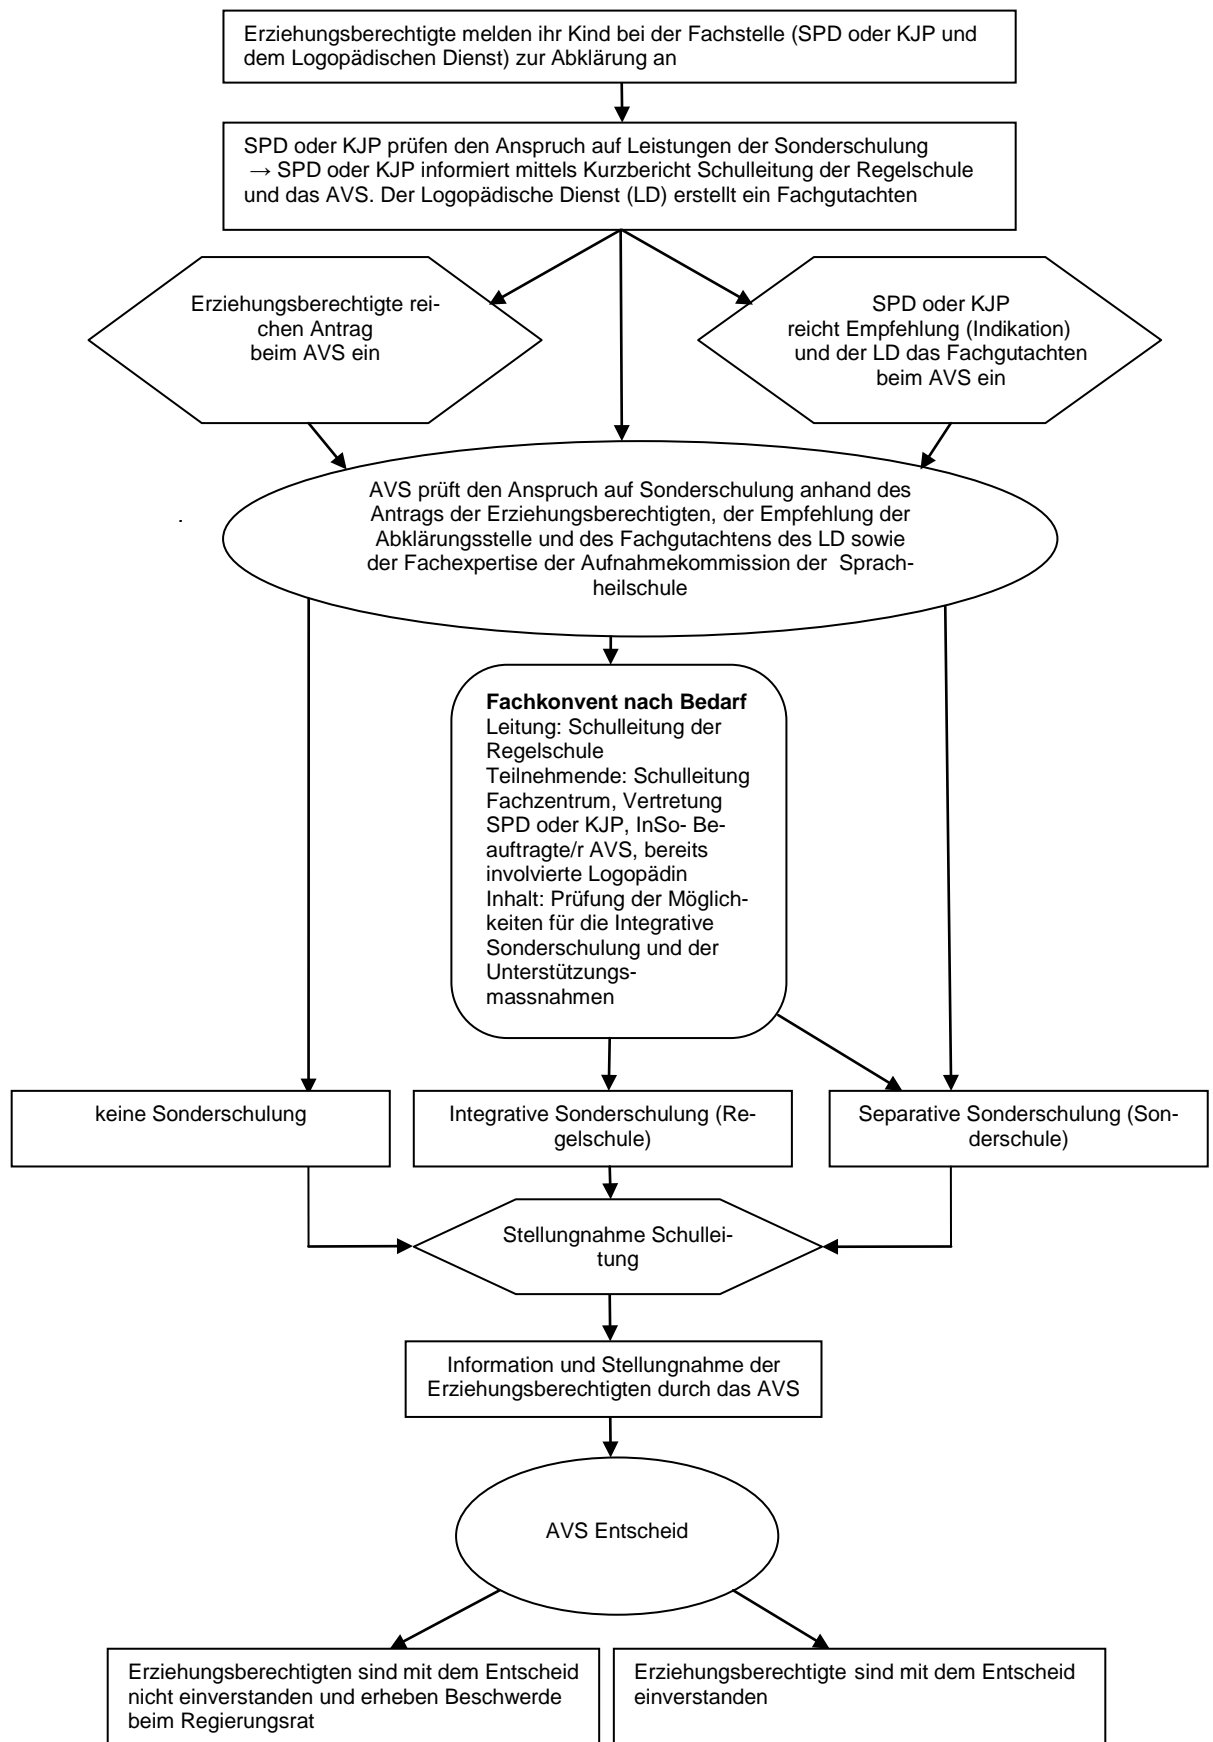 Erziehungsberechtigte melden ihr Kind bei der Fachstelle (SPD oder KJP und
dem Logopädischen Dienst) zur Abklärung an
SPD oder KJP prüfen den Anspruch auf Leistungen der Sonderschulung
→ SPD oder KJP informiert mittels Kurzbericht Schulleitung der Regelschule
und das AVS. Der Logopädische Dienst (LD) erstellt ein Fachgutachten
Erziehungsberechtigte rei-
chen Antrag
beim AVS ein
SPD oder KJP
reicht Empfehlung (Indikation)
und der LD das Fachgutachten
beim AVS ein
AVS prüft den Anspruch auf Sonderschulung anhand des
Antrags der Erziehungsberechtigten, der Empfehlung der
Abklärungsstelle und des Fachgutachtens des LD sowie
der Fachexpertise der Aufnahmekommission der Sprach-
heilschule
Fachkonvent nach Bedarf
Leitung: Schulleitung der
Regelschule
Teilnehmende: Schulleitung
Fachzentrum, Vertretung
SPD oder KJP, InSo- Be-
auftragte/r AVS, bereits
involvierte Logopädin
Inhalt: Prüfung der Möglich-
keiten für die Integrative
Sonderschulung und der
Unterstützungs-
massnahmen
keine Sonderschulung
Integrative Sonderschulung (Re-
gelschule)
Separative Sonderschulung (Son-
derschule)
Stellungnahme Schullei-
tung
Information und Stellungnahme der
Erziehungsberechtigten durch das AVS
AVS Entscheid
Erziehungsberechtigten sind mit dem Entscheid
nicht einverstanden und erheben Beschwerde
beim Regierungsrat
Erziehungsberechtigte sind mit dem Entscheid
einverstanden